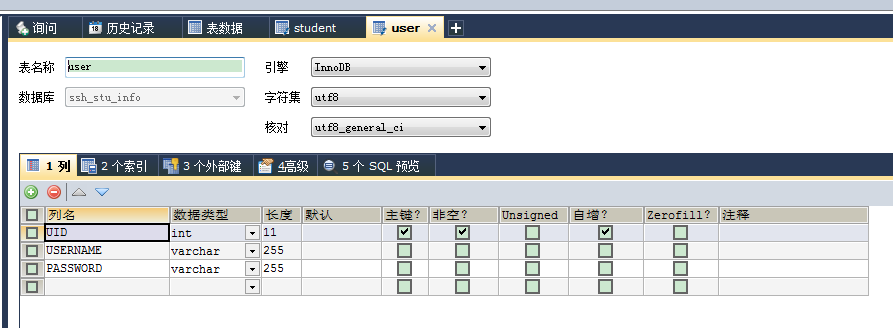 询问 历史记录 表数据 student user
表名称 user 引擎 InnoDB
数据库 ssh_stu_info 字符集 utf8
核对 utf8_general_ci
1 列 2 个索引 3 个外部键 4高级 5 个 SQL 预览
列名 数据类型 长度 默认 主键? 非空? Unsigned 自增? Zerofill? 注释
UID int 11
USERNAME varchar 255
PASSWORD varchar 255